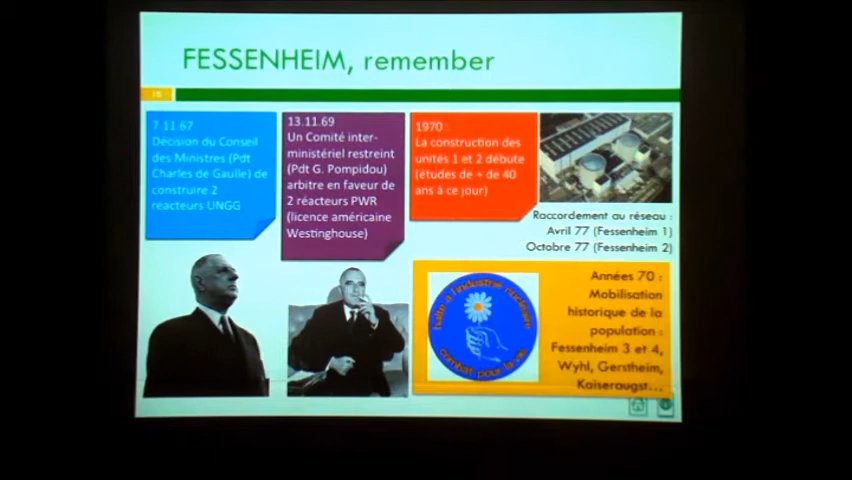 FESSENHEIM, remember
7.11.67
Décision du Conseil
des Ministres (Pdt
Charles de Gaulle) de
construire 2
réacteurs UNGG
13.11.69
Un Comité inter-
ministériel restreint
(Pdt G. Pompidou)
arbitre en faveur de
2 réacteurs PWR
(licence américaine
Westinghouse)
1970 :
La construction des
unités 1 et 2 débute
(études de + de 40
ans à ce jour)
Raccordement au réseau :
Avril 77 (Fessenheim 1)
Octobre 77 (Fessenheim 2)
halte à l'industrie nucléaire
combat pour la vie
Années 70 :
Mobilisation
historique de la
population :
Fessenheim 3 et 4,
Wyhl, Gerstheim,
Kaiseraugst...